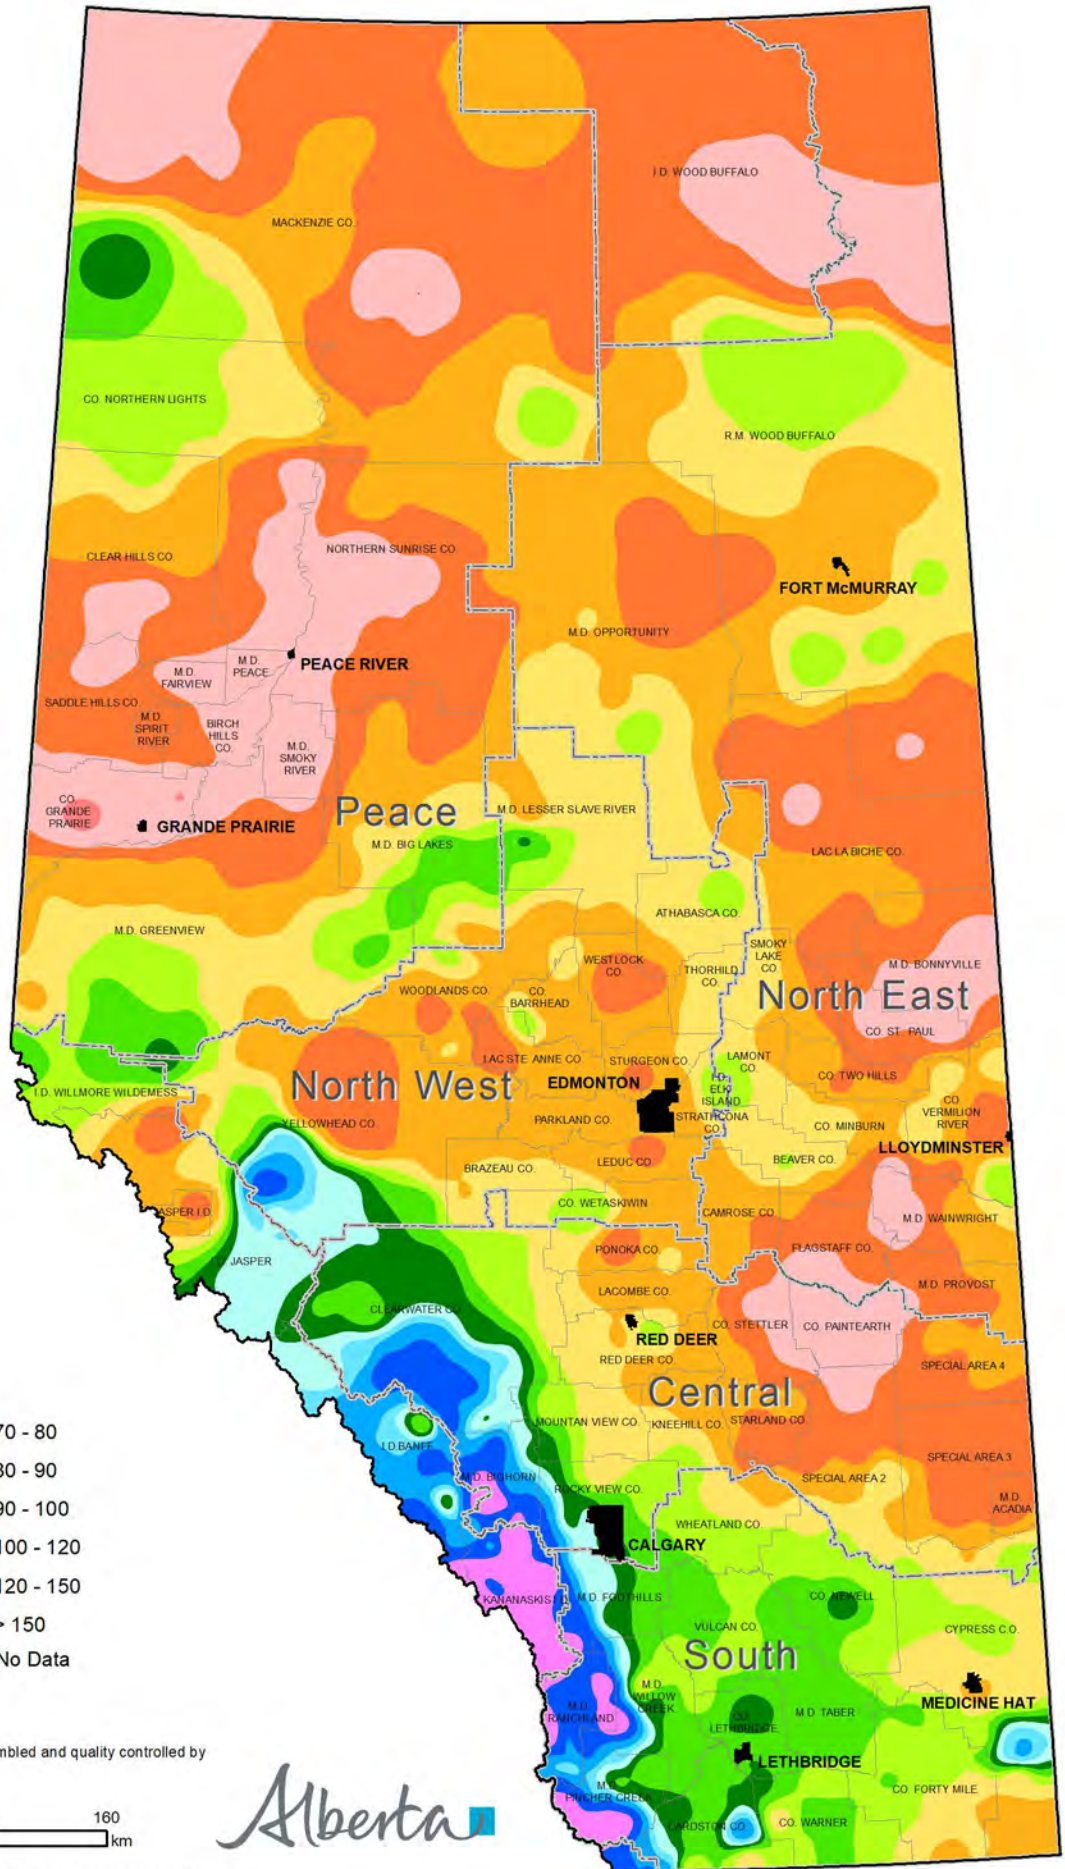 I.D. WOOD BUFFALO
MACKENZIE CO.
CO. NORTHERN LIGHTS
R.M. WOOD BUFFALO
CLEAR HILLS CO.
NORTHERN SUNRISE CO.
FORT McMURRAY
M.D. OPPORTUNITY
PEACE RIVER
M.D.
PEACE
M.D.
FAIRVIEW
SADDLE HILLS CO.
M.D.
SPIRIT
RIVER
BIRCH
HILLS
CO.
M.D.
SMOKY
RIVER
CO.
GRANDE
PRAIRIE
GRANDE PRAIRIE
Peace
M.D. LESSER SLAVE RIVER
M.D. BIG LAKES
LAC LA BICHE CO.
ATHABASCA CO.
M.D. GREENVIEW
SMOKY
LAKE
CO.
WESTLOCK
CO.
THORHILD
CO.
M.D. BONNYVILLE
WOODLANDS CO.
CO.
BARRHEAD
North East
CO. ST. PAUL
LAC STE. ANNE CO.
STURGEON CO.
LAMONT
CO.
CO. TWO HILLS
North West
EDMONTON
I.D.
ELK
ISLAND
I.D. WILLMORE WILDERNESS
YELLOWHEAD CO.
PARKLAND CO.
STRATHCONA
CO.
CO.
VERMILION
RIVER
CO. MINBURN
LLOYDMINSTER
BRAZEAU CO.
LEDUC CO.
BEAVER CO.
CO. WETASKIWIN
CAMROSE CO.
JASPER I.D.
M.D. WAINWRIGHT
I.D. JASPER
PONOKA CO.
FLAGSTAFF CO.
M.D. PROVOST
LACOMBE CO.
CLEARWATER CO.
CO. STETTLER
CO. PAINTEARTH
RED DEER
RED DEER CO.
SPECIAL AREA 4
Central
MOUNTAN VIEW CO.
KNEEHILL CO.
STARLAND CO.
I.D. BANFF
SPECIAL AREA 3
M.D. BIGHORN
SPECIAL AREA 2
ROCKY VIEW CO.
M.D.
ACADIA
WHEATLAND CO.
CALGARY
KANANASKIS I.D.
M.D. FOOTHILLS
CO. NEWELL
VULCAN CO.
CYPRESS C.O.
South
M.D.
WILLOW
CREEK
MEDICINE HAT
M.D.
RANCHLAND
CO.
LETHBRIDGE
M.D. TABER
LETHBRIDGE
M.D.
PINCHER CREEK
CO. FORTY MILE
CARDSTON CO.
CO. WARNER
70 - 80
80 - 90
90 - 100
100 - 120
120 - 150
> 150
No Data
mbled and quality controlled by
160
km
Alberta